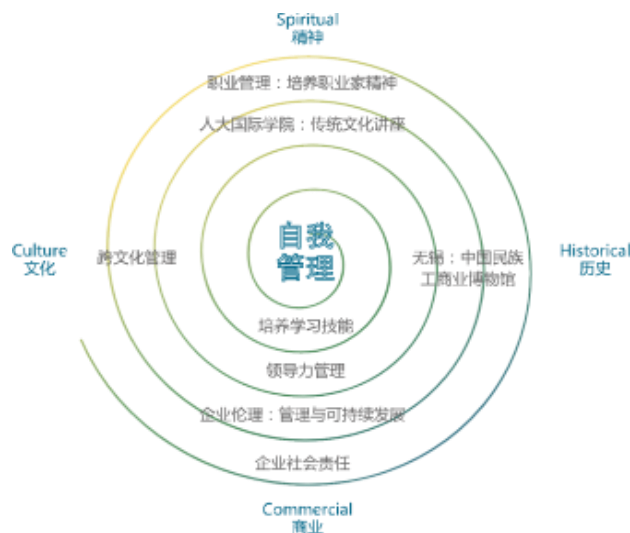 Spiritual
精神
职业管理：培养职业家精神
人大国际学院：传统文化讲座
自我
管理
Culture
文化
跨文化管理
无锡：中国民族
工商业博物馆
Historical
历史
培养学习技能
领导力管理
企业伦理：管理与可持续发展
企业社会责任
Commercial
商业